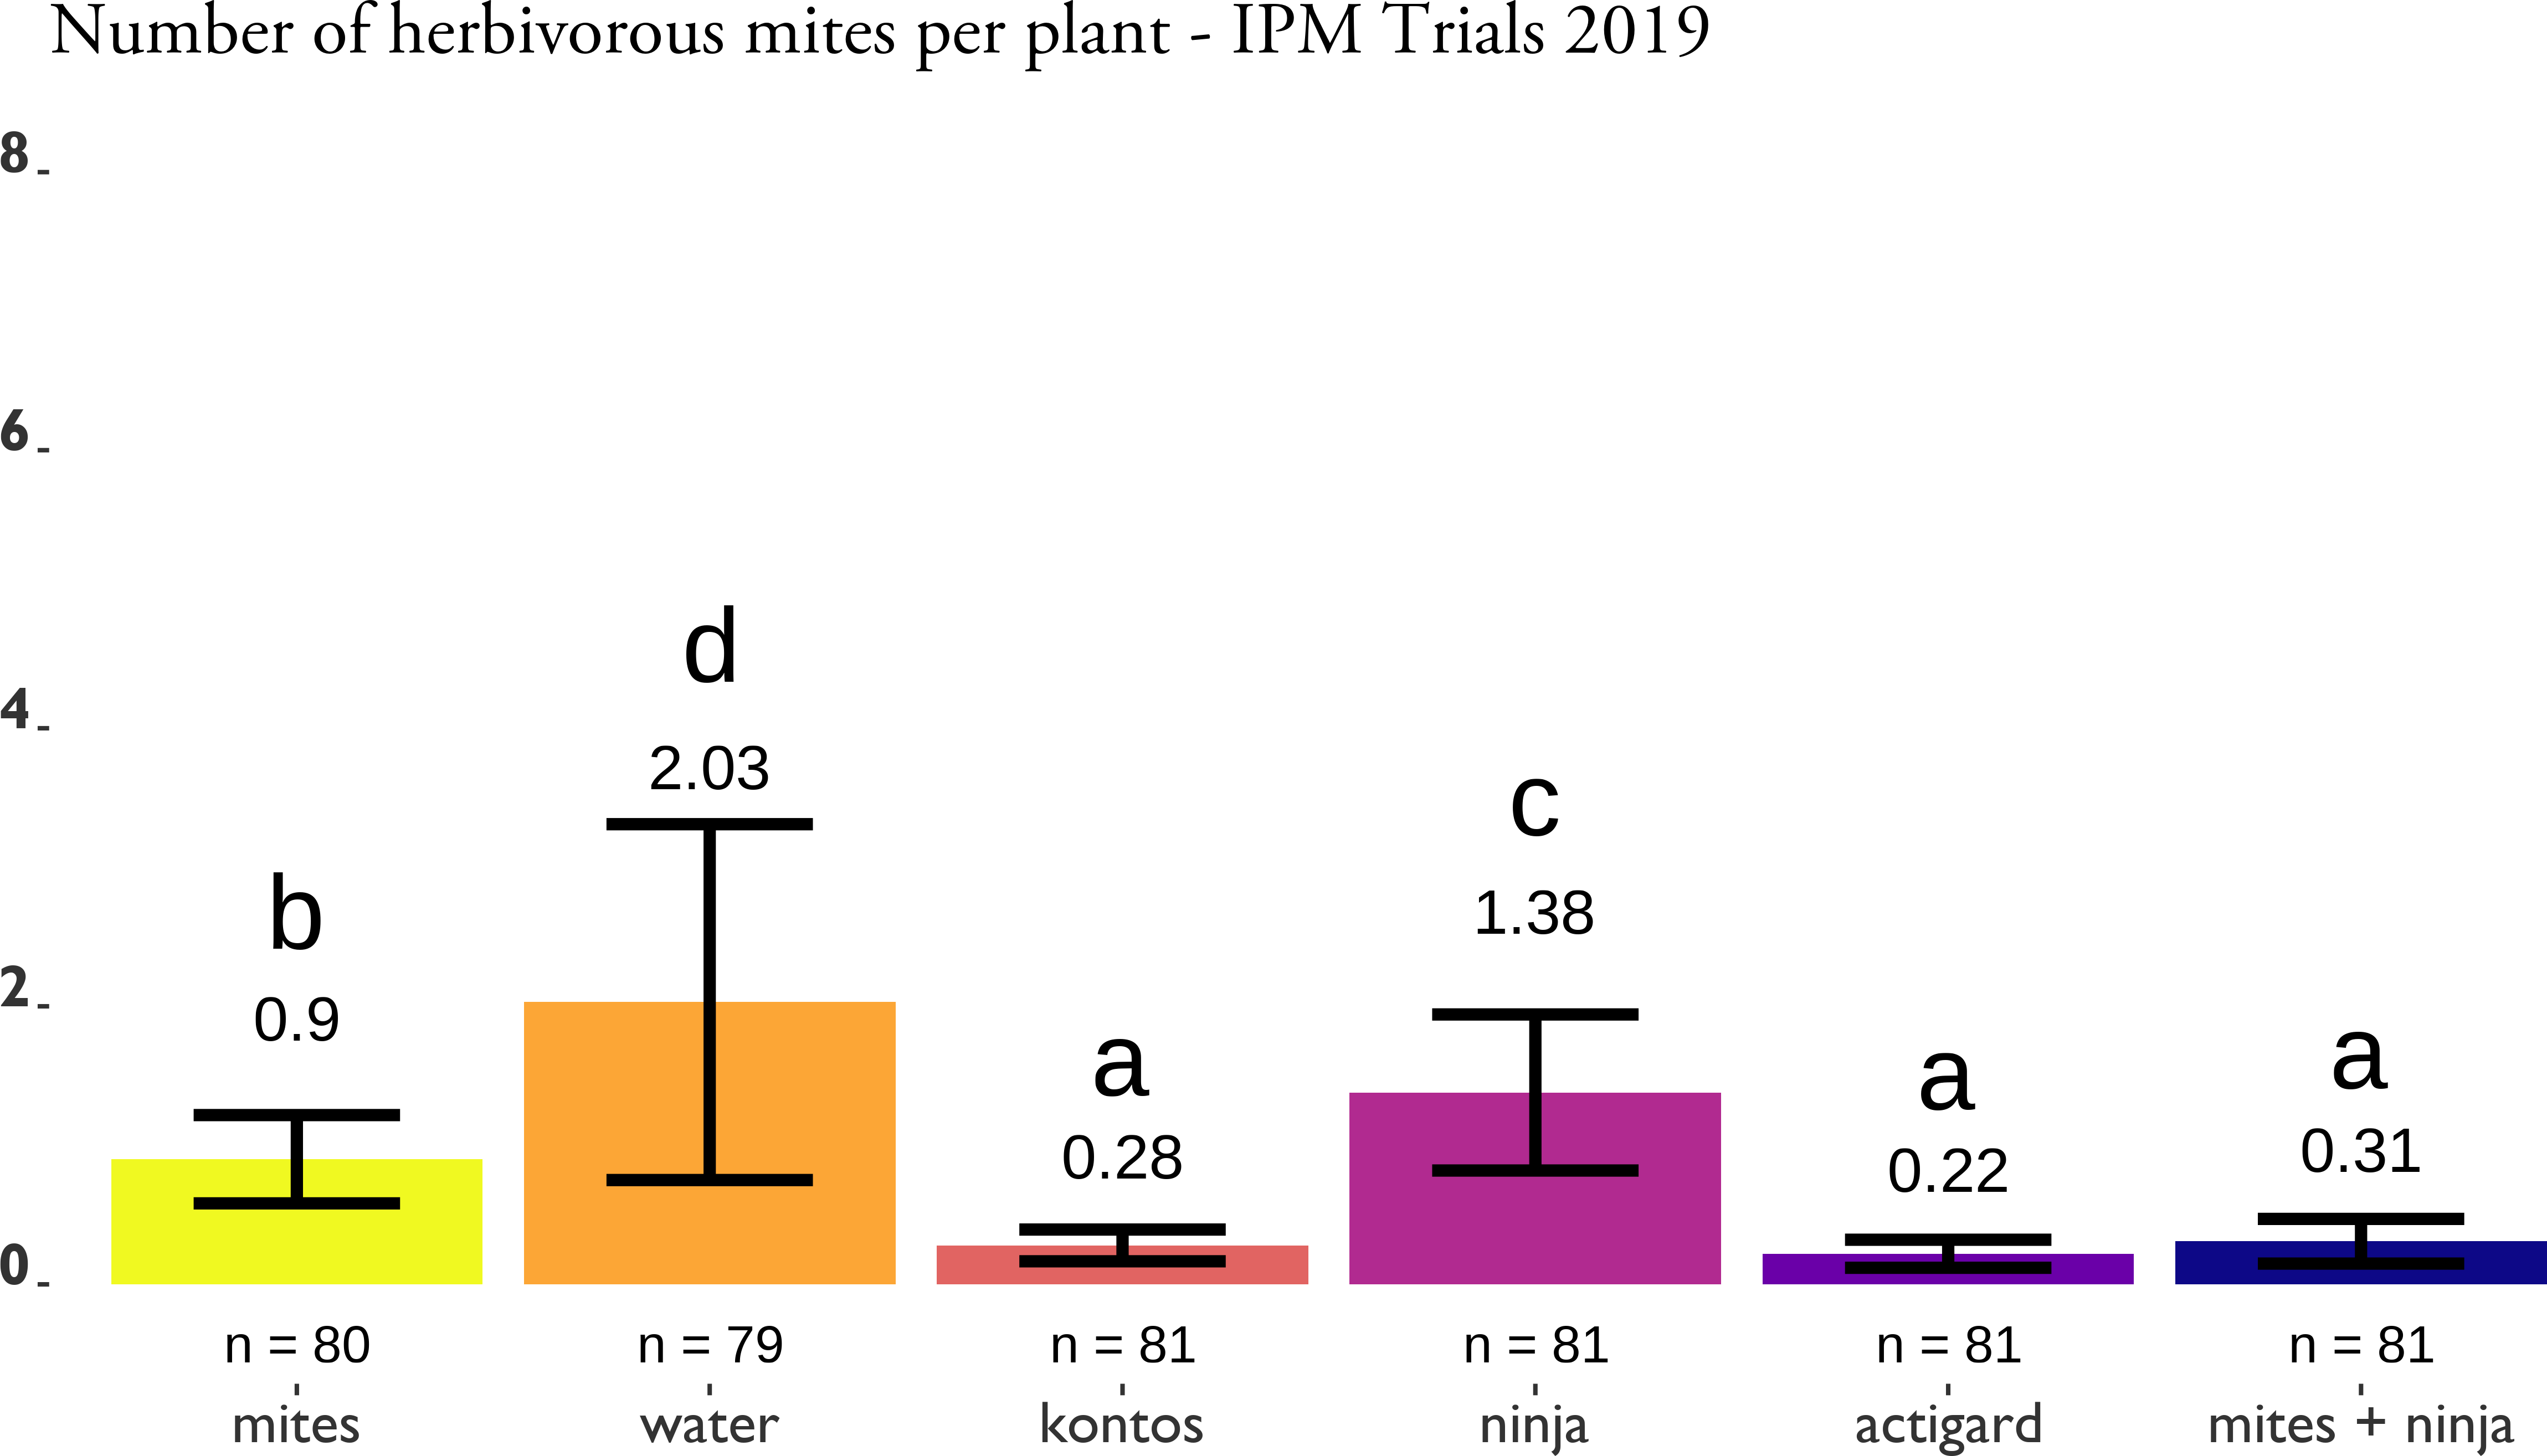 Number of herbivorous mites per plant - IPM Trials 2019
8
6
4
2
0
d
2.03
c
1.38
b
0.9
a
0.28
a
0.22
a
0.31
n = 80
n = 79
n = 81
n = 81
n = 81
n = 81
mites
water
kontos
ninja
actigard
mites + ninja